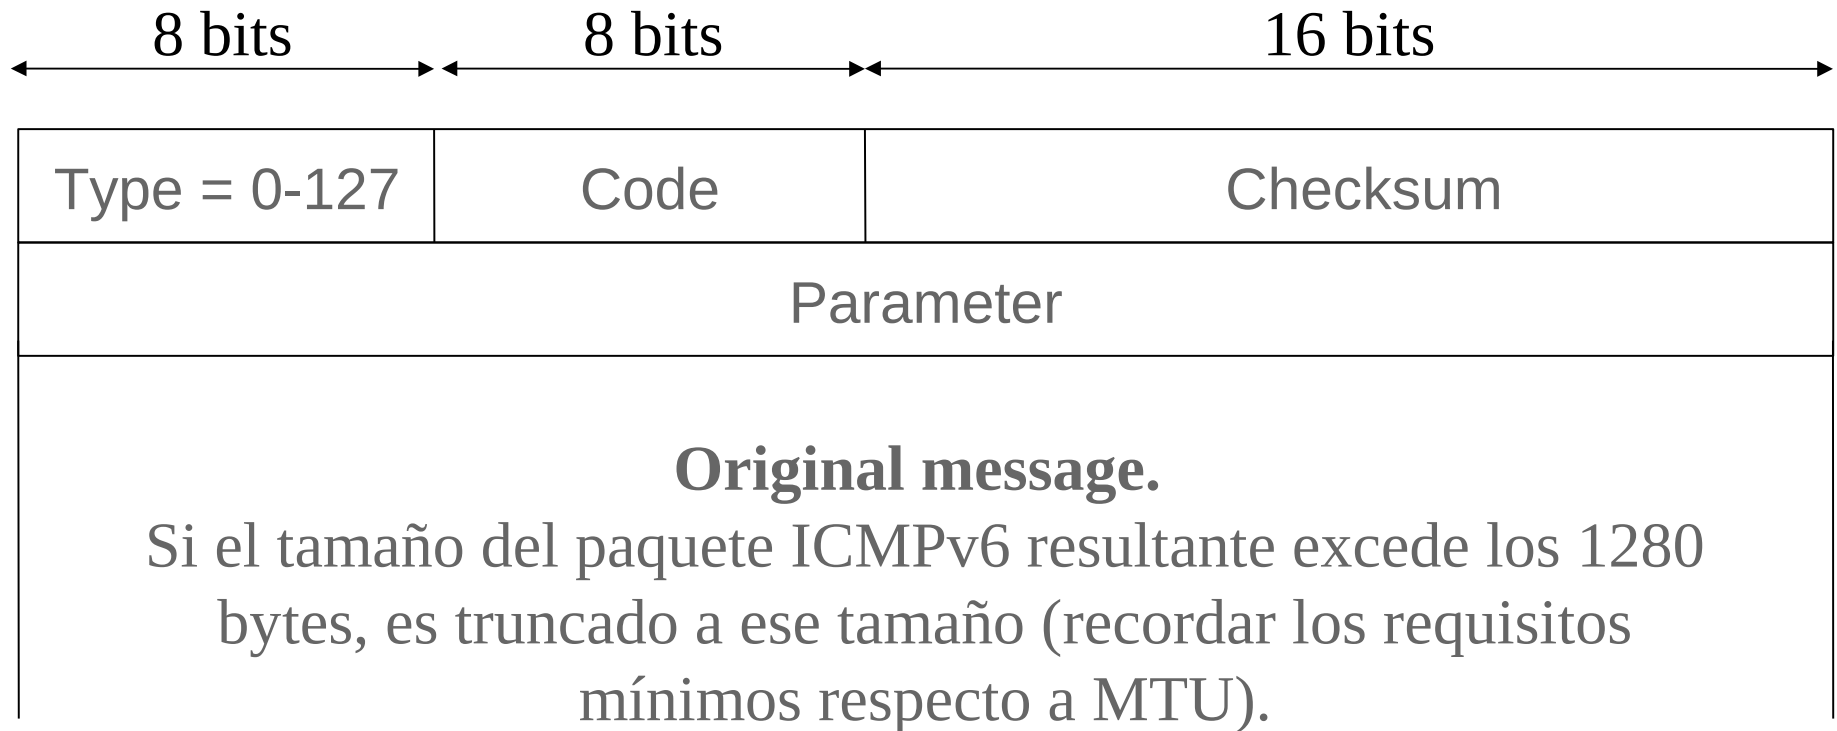 8 bits 8 bits 16 bits
Type = 0-127 Code Checksum
Parameter
Original message.
Si el tamaño del paquete ICMPv6 resultante excede los 1280
bytes, es truncado a ese tamaño (recordar los requisitos
mínimos respecto a MTU).